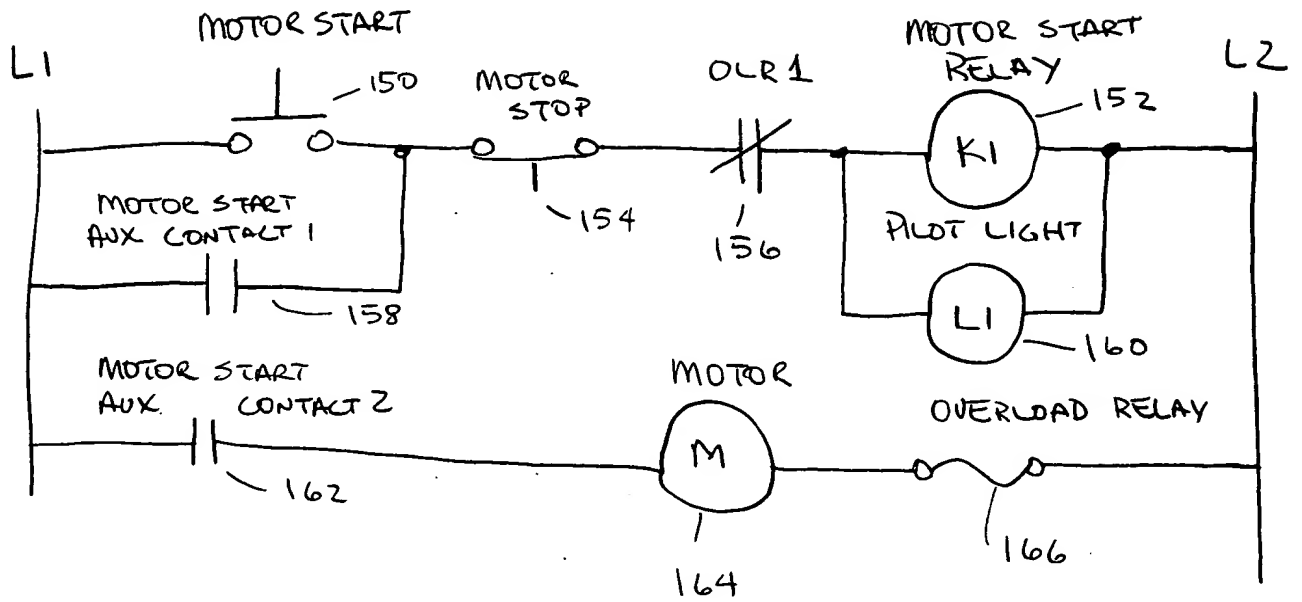 MOTOR START
L1
150
MOTOR
STOP
OLR 1
MOTOR START
RELAY
L2
152
K1
154
156
MOTOR START
AUX. CONTACT 1
158
PILOT LIGHT
L1
160
MOTOR START
AUX. CONTACT 2
162
MOTOR
M
164
OVERLOAD RELAY
166